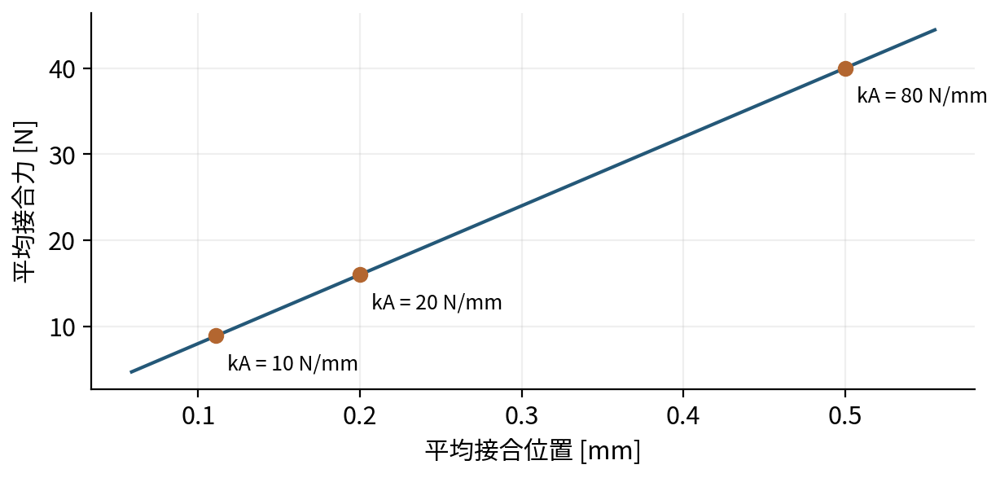 40
30
20
10
平均接合力 [N]
kA = 80 N/mm
kA = 20 N/mm
kA = 10 N/mm
0.1 0.2 0.3 0.4 0.5
平均接合位置 [mm]